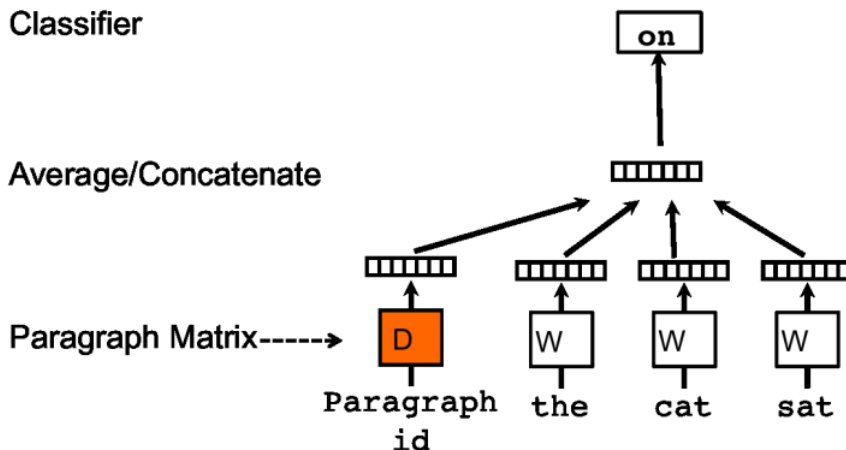 Classifier
on
Average/Concatenate
Paragraph Matrix
D
W
W
W
Paragraph
id
the
cat
sat